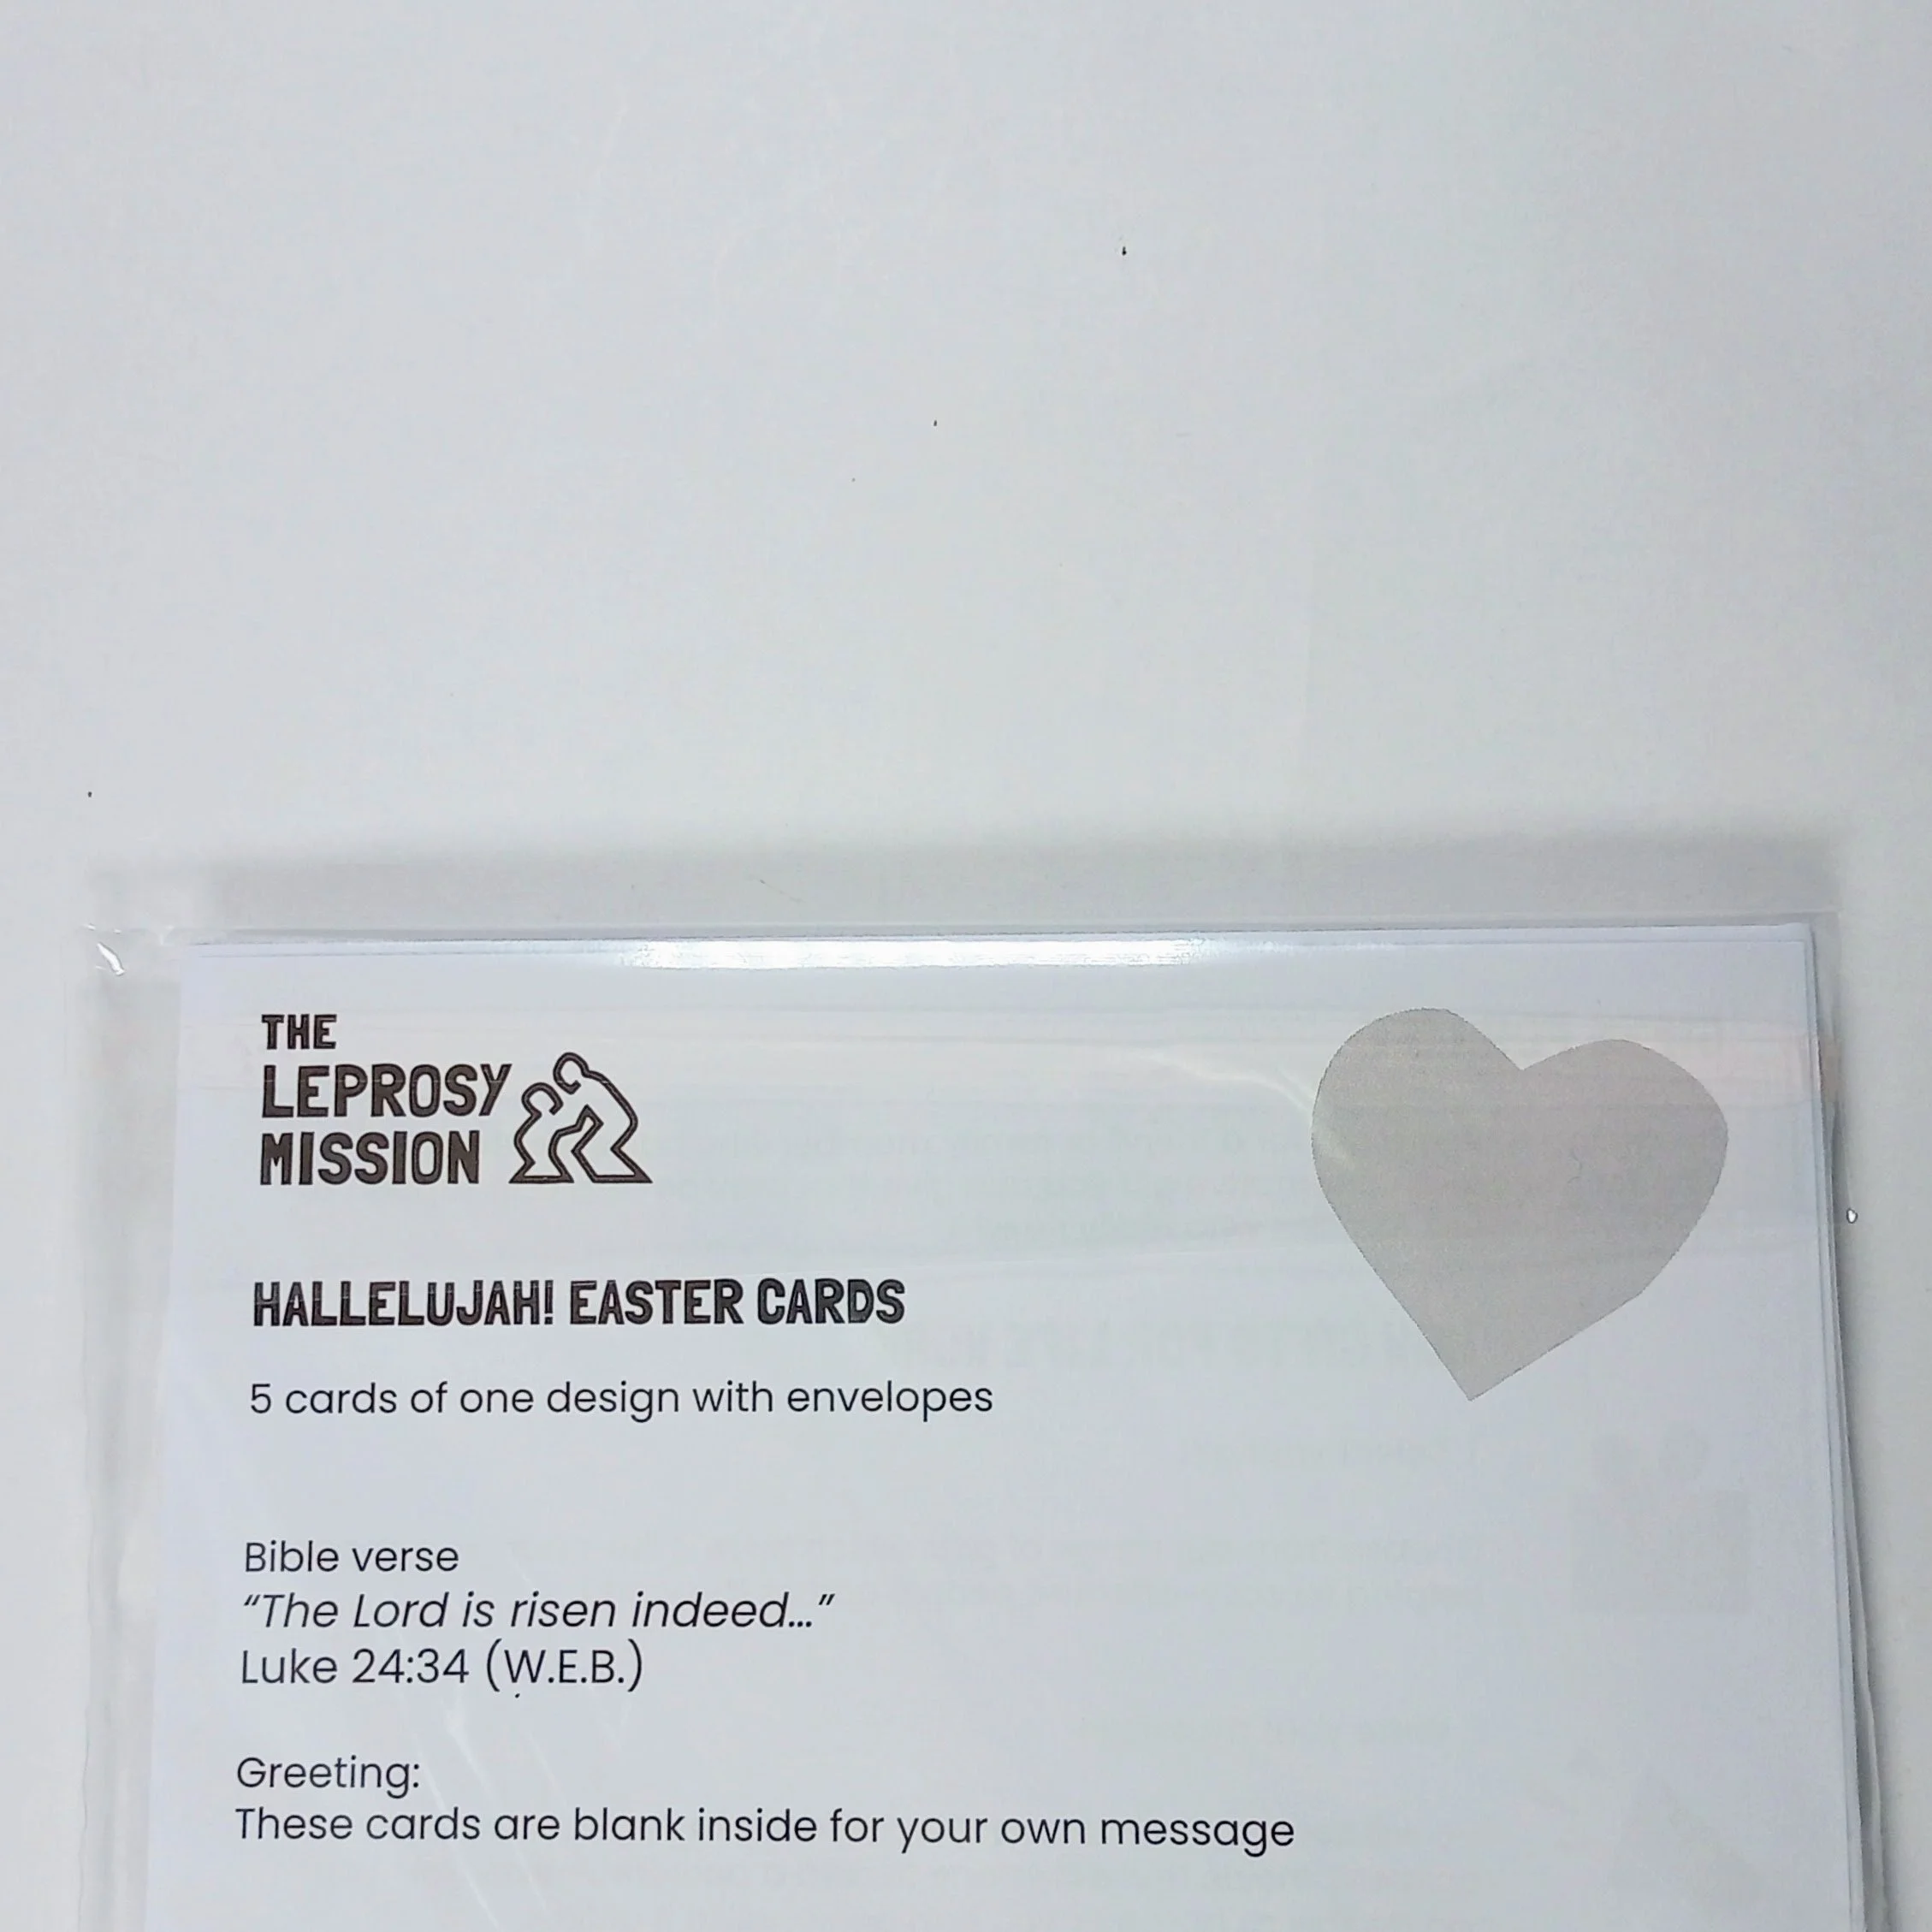 THE
LEPROSY
MISSION
HALLELUJAH! EASTER CARDS
5 cards of one design with envelopes
Bible verse
“The Lord is risen indeed...”
Luke 24:34 (W.E.B.)
Greeting:
These cards are blank inside for your own message